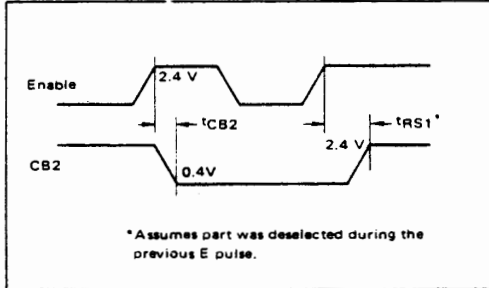 2.4 V
Enable
tCB2
tRS1*
2.4 V
CB2
0.4V
*Assumes part was deselected during the
previous E pulse.